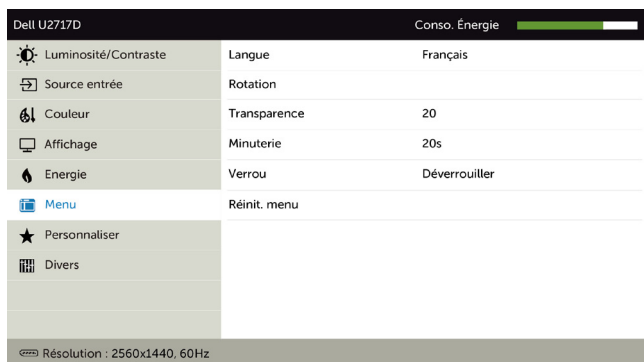 Dell U2717D Conso. Énergie
Luminosité/Contraste Langue Français
Source entrée Rotation
Couleur Transparence 20
Affichage Minuterie 20s
Energie Verrou Déverrouiller
Menu Réinit. menu
Personnaliser
Divers
Résolution : 2560x1440, 60Hz